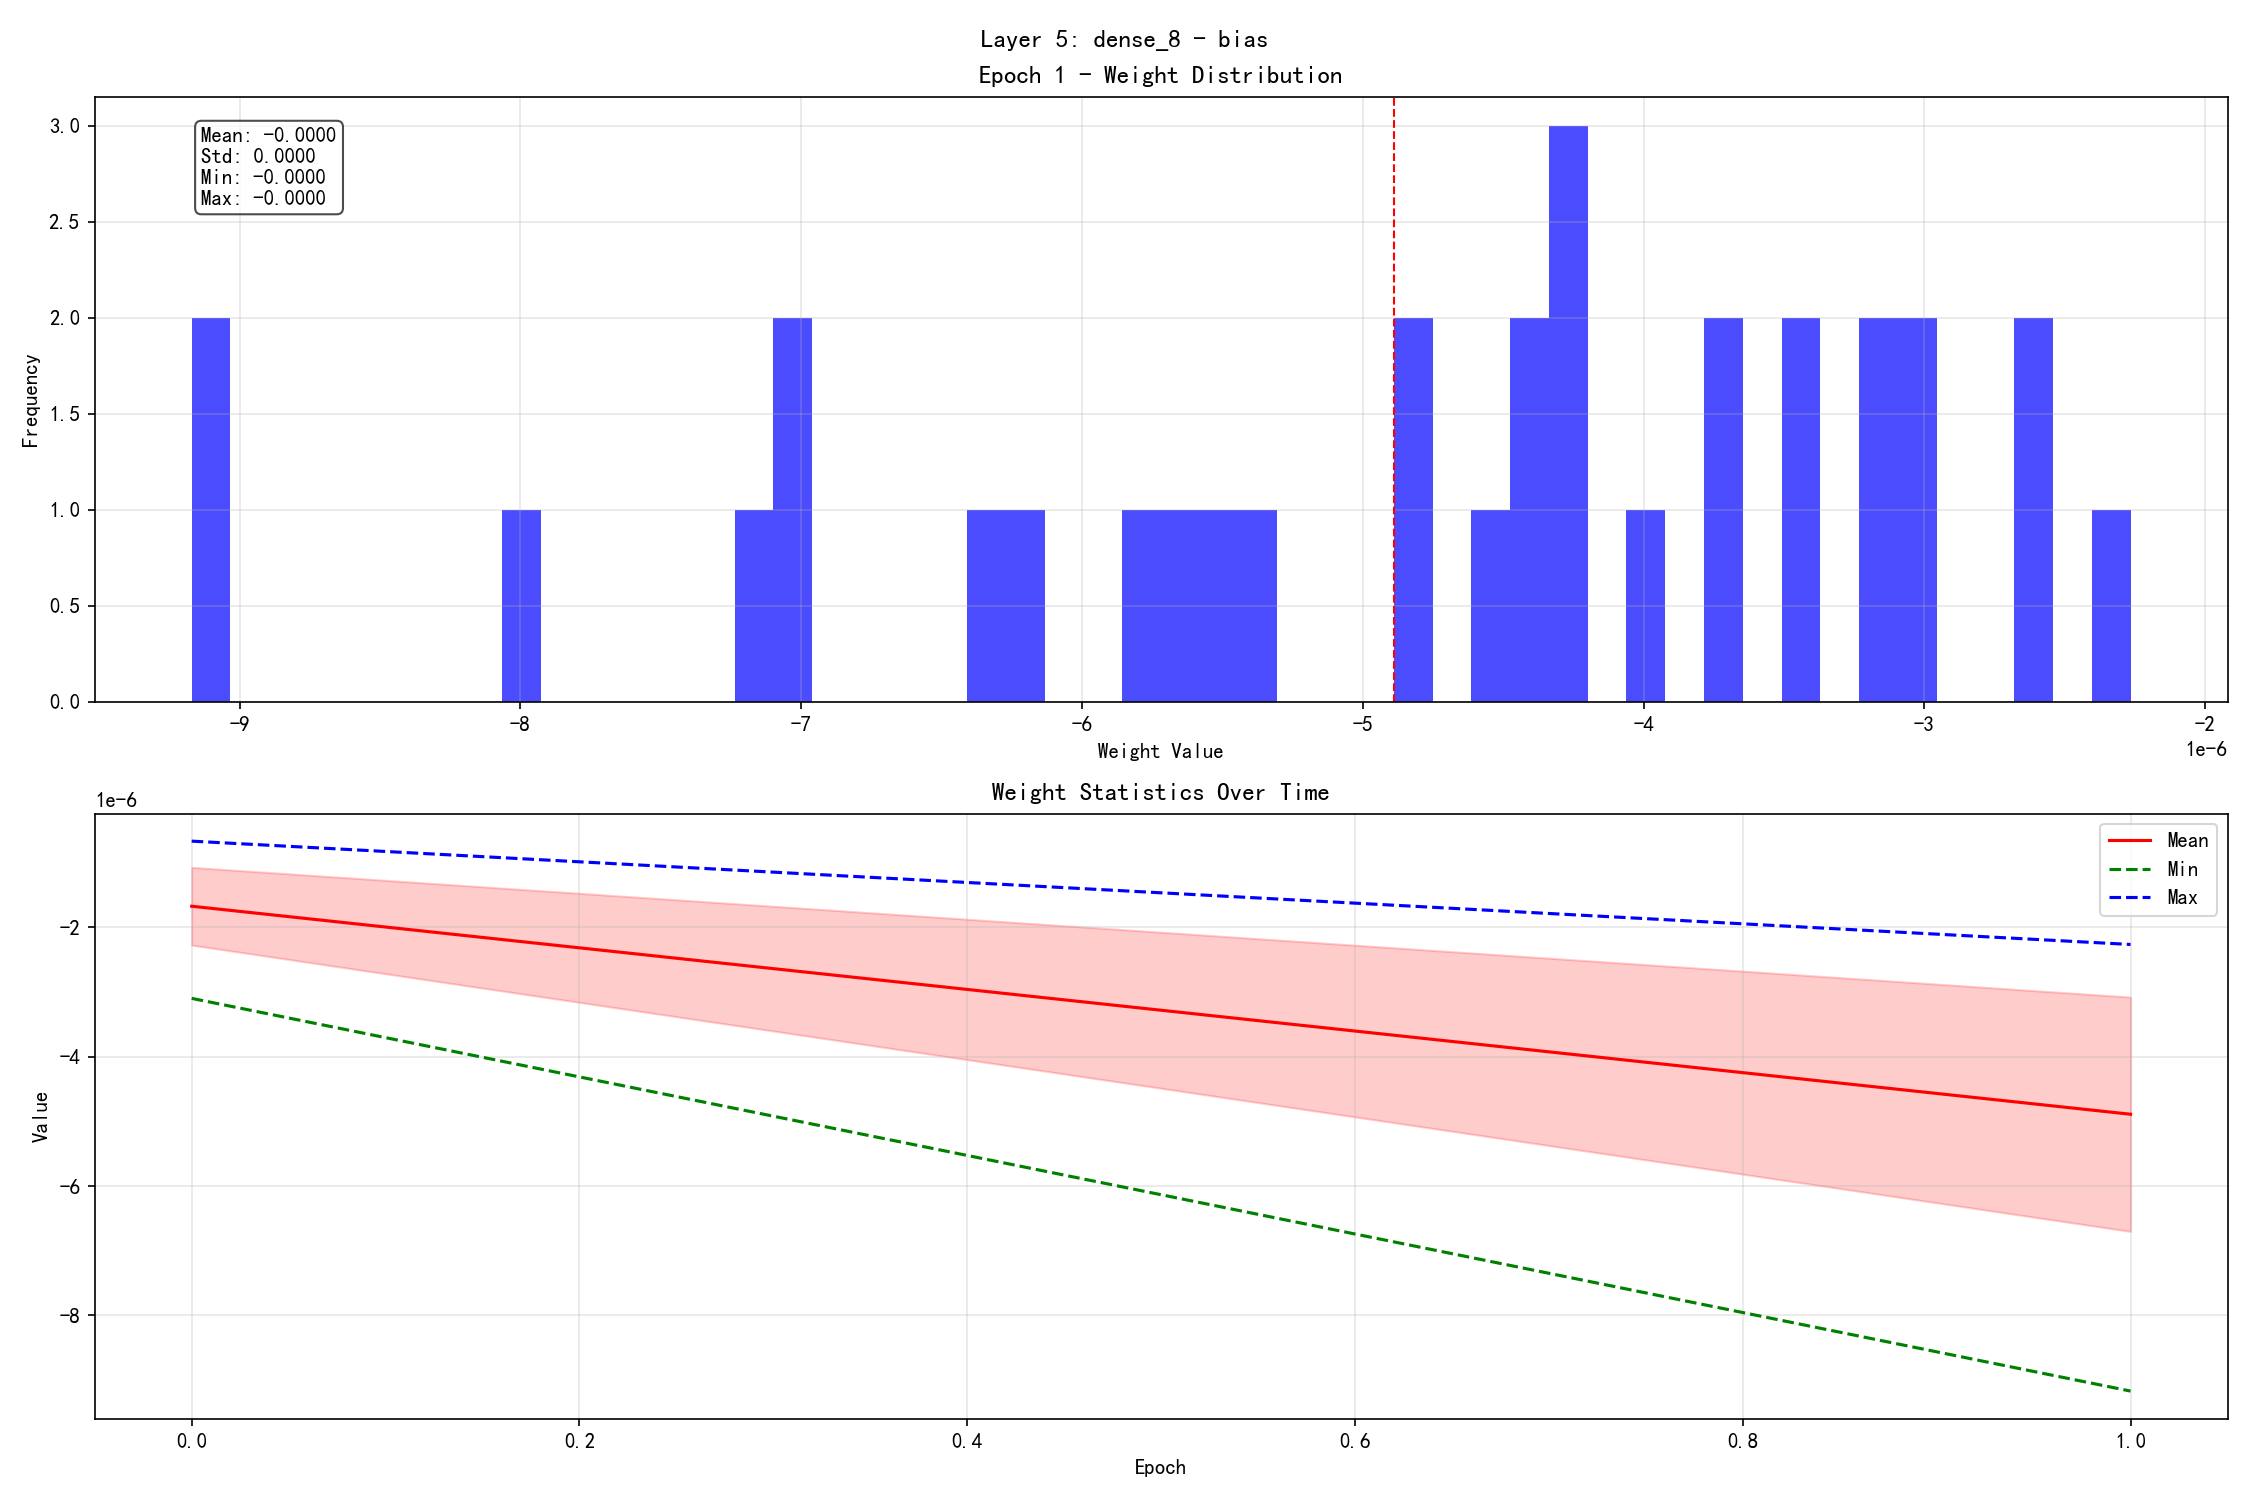 Layer 5: dense_8 - bias
Epoch 1 - Weight Distribution
Mean: -0.0000
Std: 0.0000
Min: -0.0000
Max: -0.0000
3.0
2.5
2.0
1.5
1.0
0.5
0.0
Frequency
-9 -8 -7 -6 -5 -4 -3 -2
1e-6
Weight Value
Weight Statistics Over Time
1e-6
Mean
Min
Max
-2
-4
-6
-8
Value
0.0 0.2 0.4 0.6 0.8 1.0
Epoch